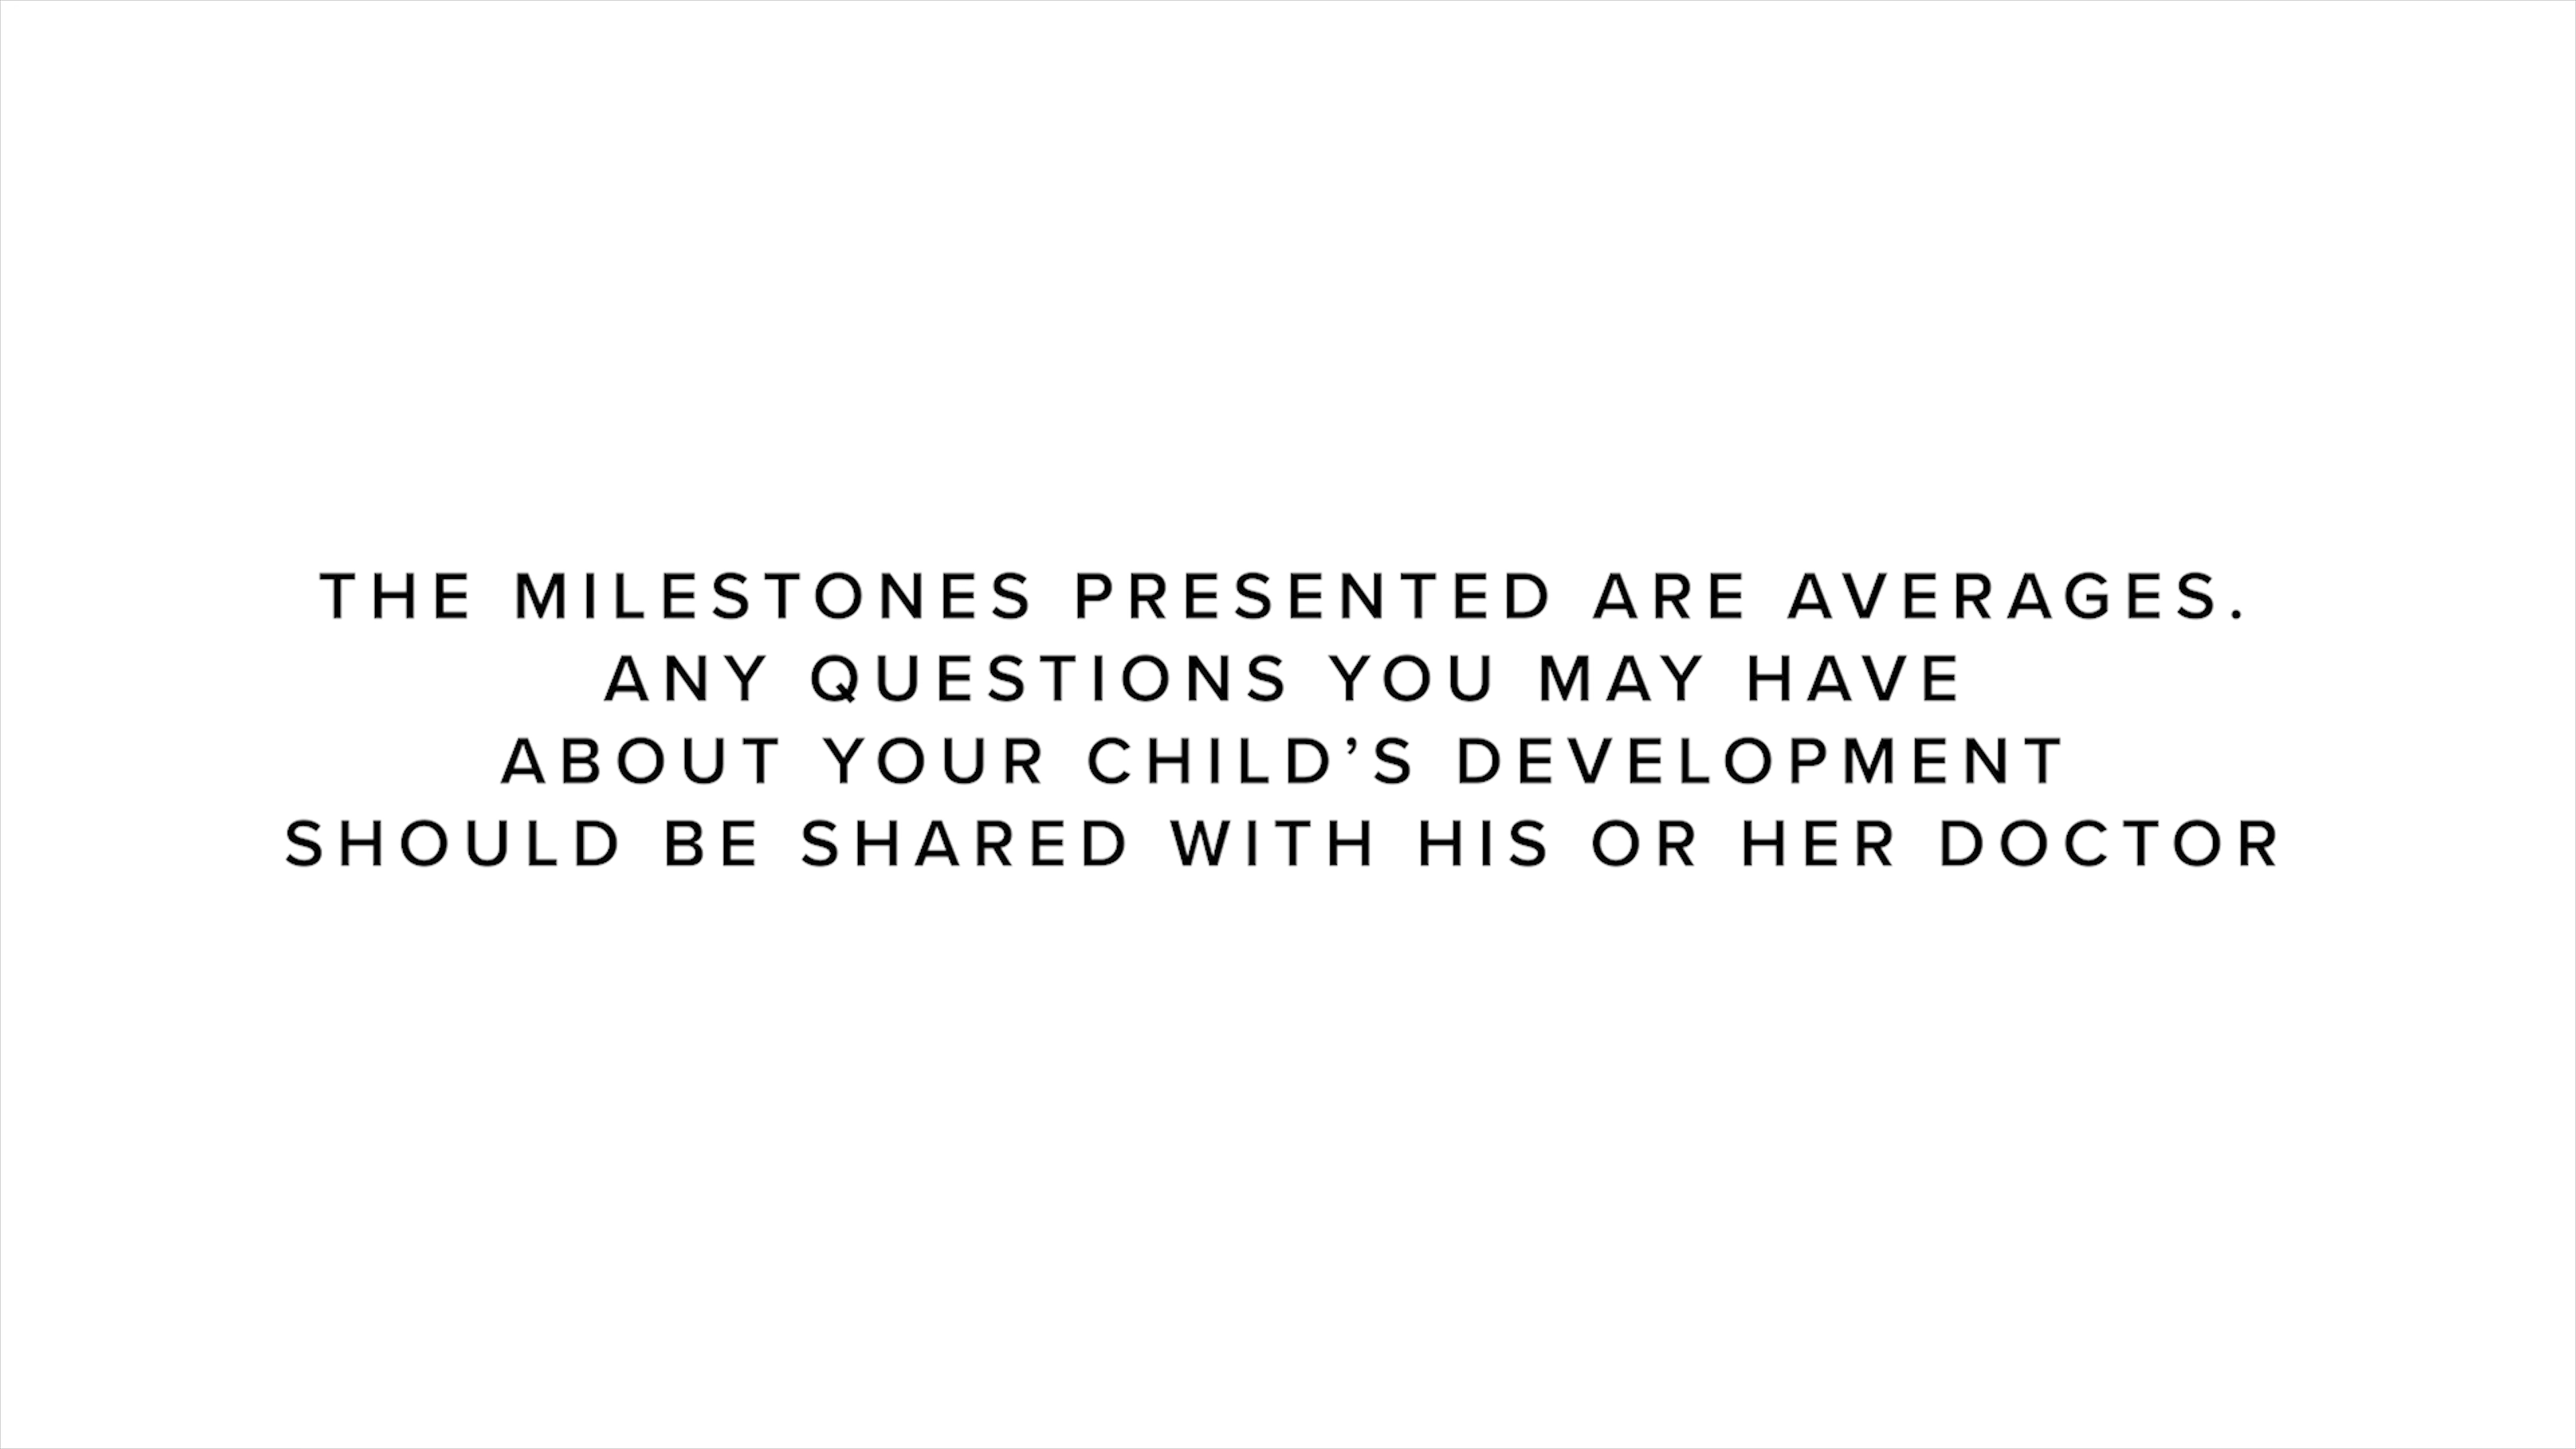 THE MILESTONES PRESENTED ARE AVERAGES.
ANY QUESTIONS YOU MAY HAVE
ABOUT YOUR CHILD’S DEVELOPMENT
SHOULD BE SHARED WITH HIS OR HER DOCTOR